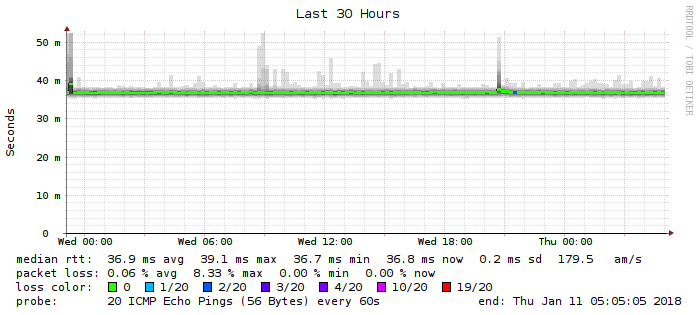 Last 30 Hours
RRDTOOL / TOBI OETIKER
Seconds
50 m
40 m
30 m
20 m
10 m
0
Wed 00:00 Wed 06:00 Wed 12:00 Wed 18:00 Thu 00:00
median rtt: 36.9 ms avg 39.1 ms max 36.7 ms min 36.8 ms now 0.2 ms sd 179.5 am/s
packet loss: 0.06 % avg 8.33 % max 0.00 % min 0.00 % now
loss color: 0 1/20 2/20 3/20 4/20 10/20 19/20
probe: 20 ICMP Echo Pings (56 Bytes) every 60s end: Thu Jan 11 05:05:05 2018